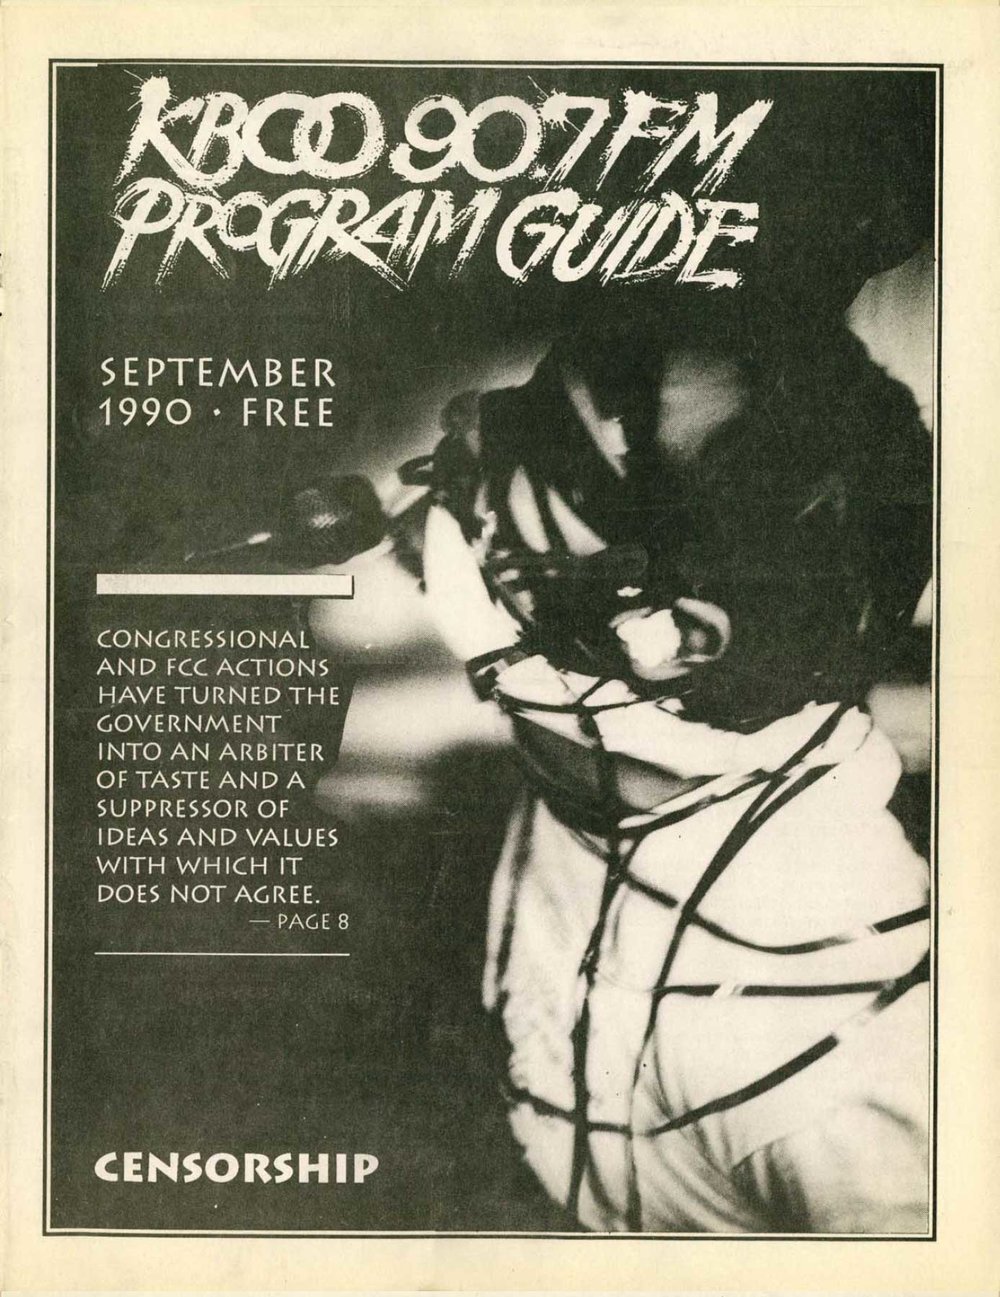 KBOO 90.7 FM
PROGRAM GUIDE
SEPTEMBER
1990 • FREE
CONGRESSIONAL
AND FCC ACTIONS
HAVE TURNED THE
GOVERNMENT
INTO AN ARBITER
OF TASTE AND A
SUPPRESSOR OF
IDEAS AND VALUES
WITH WHICH IT
DOES NOT AGREE.
— PAGE 8
CENSORSHIP